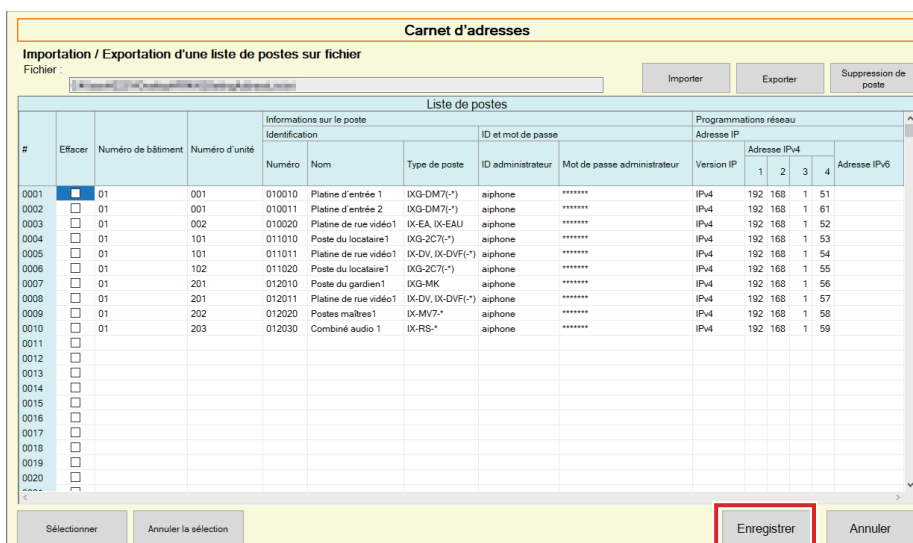 Carnet d'adresses
Importation / Exportation d'une liste de postes sur fichier
Fichier :
Importer Exporter Suppression de poste
Liste de postes
Informations sur le poste Programmations réseau
Identification ID et mot de passe Adresse IP
# Effacer Numéro de bâtiment Numéro d'unité Numéro Nom Type de poste ID administrateur Mot de passe administrateur Version IP Adresse IPv4 Adresse IPv6
1 2 3 4
0001 01 001 010010 Platine d'entrée 1 IXG-DM7(-*) aiphone ******* IPv4 192 168 1 51
0002 01 001 010011 Platine d'entrée 2 IXG-DM7(-*) aiphone ******* IPv4 192 168 1 61
0003 01 002 010020 Platine de rue vidéo1 IX-EA, IX-EAU aiphone ******* IPv4 192 168 1 52
0004 01 101 011010 Poste du locataire1 IXG-2C7(-*) aiphone ******* IPv4 192 168 1 53
0005 01 101 011011 Platine de rue vidéo1 IX-DV, IX-DVF(-*) aiphone ******* IPv4 192 168 1 54
0006 01 102 011020 Poste du locataire1 IXG-2C7(-*) aiphone ******* IPv4 192 168 1 55
0007 01 201 012010 Poste du gardien1 IXG-MK aiphone ******* IPv4 192 168 1 56
0008 01 201 012011 Platine de rue vidéo1 IX-DV, IX-DVF(-*) aiphone ******* IPv4 192 168 1 57
0009 01 202 012020 Postes maîtres1 IX-MV7-* aiphone ******* IPv4 192 168 1 58
0010 01 203 012030 Combiné audio 1 IX-RS-* aiphone ******* IPv4 192 168 1 59
0011
0012
0013
0014
0015
0016
0017
0018
0019
0020
Sélectionner Annuler la sélection Enregistrer Annuler